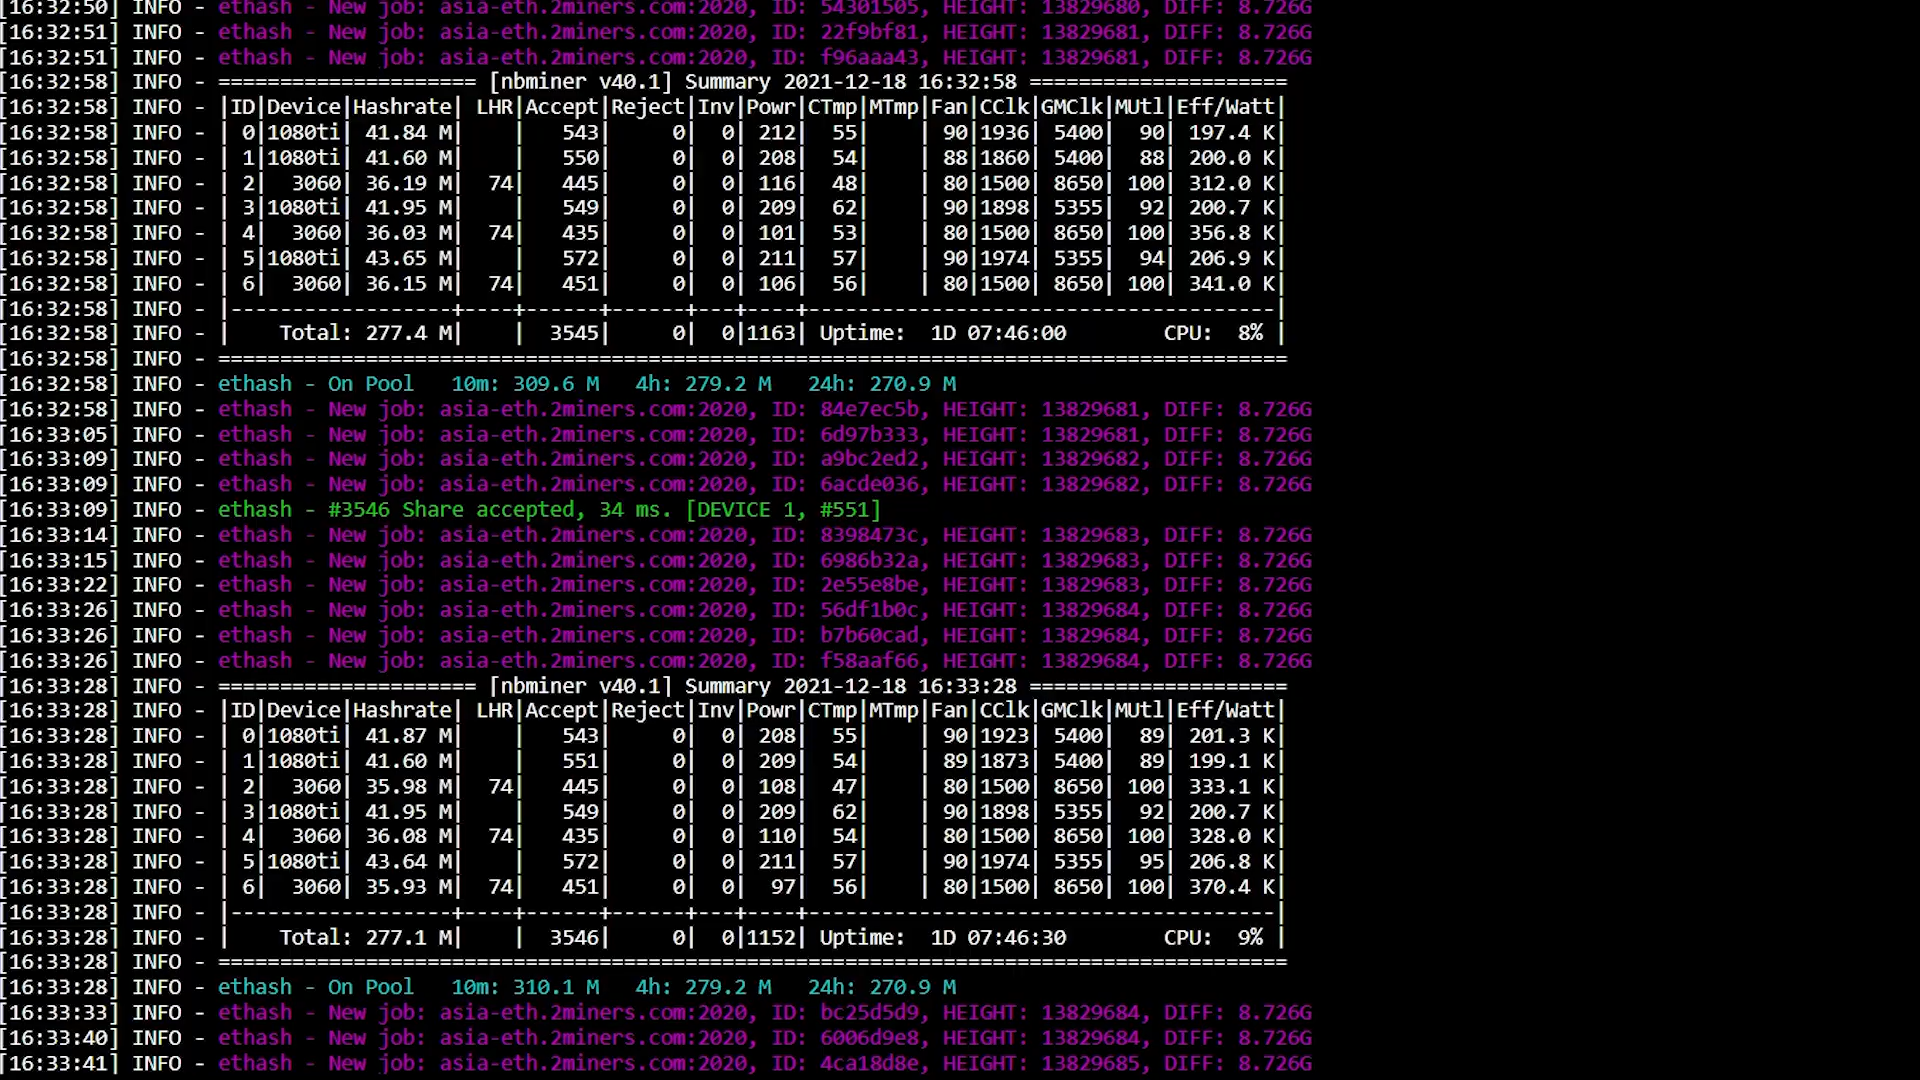 [16:32:50] INFO - ethash - New job: asia-eth.2miners.com:2020, ID: 54301505, HEIGHT: 13829680, DIFF: 8.726G
[16:32:51] INFO - ethash - New job: asia-eth.2miners.com:2020, ID: 22f9bf81, HEIGHT: 13829681, DIFF: 8.726G
[16:32:51] INFO - ethash - New job: asia-eth.2miners.com:2020, ID: f96aaa43, HEIGHT: 13829681, DIFF: 8.726G
[16:32:58] INFO - ===================== [nbminer v40.1] Summary 2021-12-18 16:32:58 =====================
[16:32:58] INFO - |ID|Device|Hashrate| LHR|Accept|Reject|Inv|Powr|CTmp|MTmp|Fan|CClk|GMClk|MUtl|Eff/Watt|
[16:32:58] INFO - | 0|1080ti| 41.84 M|    |   543|     0|  0| 212|  55|    | 90|1936| 5400|  90| 197.4 K|
[16:32:58] INFO - | 1|1080ti| 41.60 M|    |   550|     0|  0| 208|  54|    | 88|1860| 5400|  88| 200.0 K|
[16:32:58] INFO - | 2|  3060| 36.19 M|  74|   445|     0|  0| 116|  48|    | 80|1500| 8650| 100| 312.0 K|
[16:32:58] INFO - | 3|1080ti| 41.95 M|    |   549|     0|  0| 209|  62|    | 90|1898| 5355|  92| 200.7 K|
[16:32:58] INFO - | 4|  3060| 36.03 M|  74|   435|     0|  0| 101|  53|    | 80|1500| 8650| 100| 356.8 K|
[16:32:58] INFO - | 5|1080ti| 43.65 M|    |   572|     0|  0| 211|  57|    | 90|1974| 5355|  94| 206.9 K|
[16:32:58] INFO - | 6|  3060| 36.15 M|  74|   451|     0|  0| 106|  56|    | 80|1500| 8650| 100| 341.0 K|
[16:32:58] INFO - |------------------+----+------+------+---+----+--------------------------------------|
[16:32:58] INFO - |    Total: 277.4 M|    |  3545|     0|  0|1163| Uptime:  1D 07:46:00        CPU:  8% |
[16:32:58] INFO - =======================================================================================
[16:32:58] INFO - ethash - On Pool   10m: 309.6 M   4h: 279.2 M   24h: 270.9 M
[16:32:58] INFO - ethash - New job: asia-eth.2miners.com:2020, ID: 84e7ec5b, HEIGHT: 13829681, DIFF: 8.726G
[16:33:05] INFO - ethash - New job: asia-eth.2miners.com:2020, ID: 6d97b333, HEIGHT: 13829681, DIFF: 8.726G
[16:33:09] INFO - ethash - New job: asia-eth.2miners.com:2020, ID: a9bc2ed2, HEIGHT: 13829682, DIFF: 8.726G
[16:33:09] INFO - ethash - New job: asia-eth.2miners.com:2020, ID: 6acde036, HEIGHT: 13829682, DIFF: 8.726G
[16:33:09] INFO - ethash - #3546 Share accepted, 34 ms. [DEVICE 1, #551]
[16:33:14] INFO - ethash - New job: asia-eth.2miners.com:2020, ID: 8398473c, HEIGHT: 13829683, DIFF: 8.726G
[16:33:15] INFO - ethash - New job: asia-eth.2miners.com:2020, ID: 6986b32a, HEIGHT: 13829683, DIFF: 8.726G
[16:33:22] INFO - ethash - New job: asia-eth.2miners.com:2020, ID: 2e55e8be, HEIGHT: 13829683, DIFF: 8.726G
[16:33:26] INFO - ethash - New job: asia-eth.2miners.com:2020, ID: 56df1b0c, HEIGHT: 13829684, DIFF: 8.726G
[16:33:26] INFO - ethash - New job: asia-eth.2miners.com:2020, ID: b7b60cad, HEIGHT: 13829684, DIFF: 8.726G
[16:33:26] INFO - ethash - New job: asia-eth.2miners.com:2020, ID: f58aaf66, HEIGHT: 13829684, DIFF: 8.726G
[16:33:28] INFO - ===================== [nbminer v40.1] Summary 2021-12-18 16:33:28 =====================
[16:33:28] INFO - |ID|Device|Hashrate| LHR|Accept|Reject|Inv|Powr|CTmp|MTmp|Fan|CClk|GMClk|MUtl|Eff/Watt|
[16:33:28] INFO - | 0|1080ti| 41.87 M|    |   543|     0|  0| 208|  55|    | 90|1923| 5400|  89| 201.3 K|
[16:33:28] INFO - | 1|1080ti| 41.60 M|    |   551|     0|  0| 209|  54|    | 89|1873| 5400|  89| 199.1 K|
[16:33:28] INFO - | 2|  3060| 35.98 M|  74|   445|     0|  0| 108|  47|    | 80|1500| 8650| 100| 333.1 K|
[16:33:28] INFO - | 3|1080ti| 41.95 M|    |   549|     0|  0| 209|  62|    | 90|1898| 5355|  92| 200.7 K|
[16:33:28] INFO - | 4|  3060| 36.08 M|  74|   435|     0|  0| 110|  54|    | 80|1500| 8650| 100| 328.0 K|
[16:33:28] INFO - | 5|1080ti| 43.64 M|    |   572|     0|  0| 211|  57|    | 90|1974| 5355|  95| 206.8 K|
[16:33:28] INFO - | 6|  3060| 35.93 M|  74|   451|     0|  0|  97|  56|    | 80|1500| 8650| 100| 370.4 K|
[16:33:28] INFO - |------------------+----+------+------+---+----+--------------------------------------|
[16:33:28] INFO - |    Total: 277.1 M|    |  3546|     0|  0|1152| Uptime:  1D 07:46:30        CPU:  9% |
[16:33:28] INFO - =======================================================================================
[16:33:28] INFO - ethash - On Pool   10m: 310.1 M   4h: 279.2 M   24h: 270.9 M
[16:33:33] INFO - ethash - New job: asia-eth.2miners.com:2020, ID: bc25d5d9, HEIGHT: 13829684, DIFF: 8.726G
[16:33:40] INFO - ethash - New job: asia-eth.2miners.com:2020, ID: 6006d9e8, HEIGHT: 13829684, DIFF: 8.726G
[16:33:41] INFO - ethash - New job: asia-eth.2miners.com:2020, ID: 4ca18d8e, HEIGHT: 13829685, DIFF: 8.726G